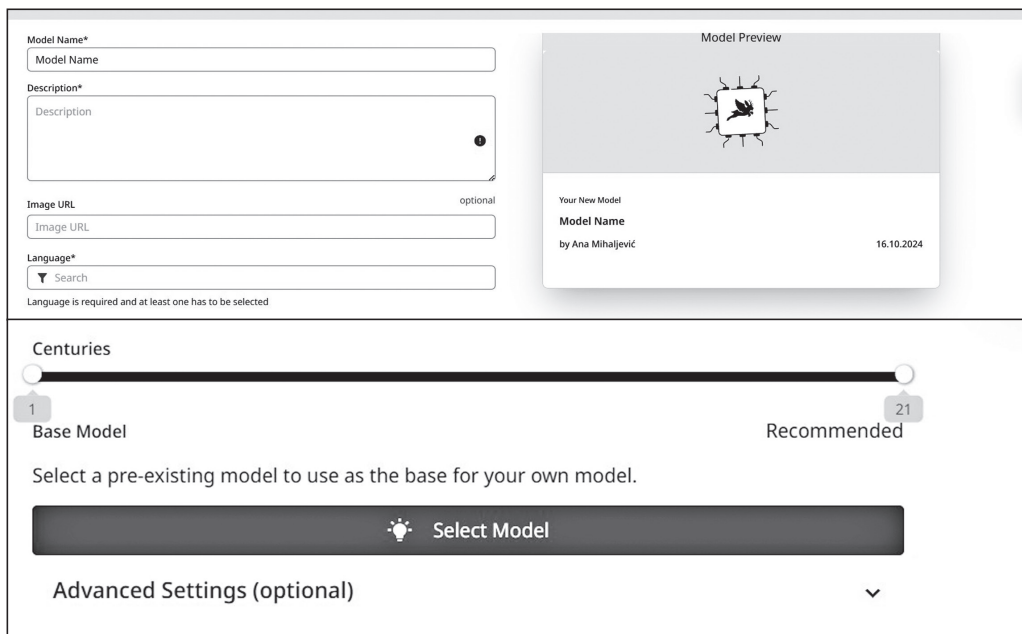 Model Name*
Model Name
Description*
Description
Image URL optional
Image URL
Language*
Search
Language is required and at least one has to be selected
Model Preview
Your New Model
Model Name
by Ana Mihaljević 16.10.2024
Centuries
1 21
Base Model Recommended
Select a pre-existing model to use as the base for your own model.
Select Model
Advanced Settings (optional)